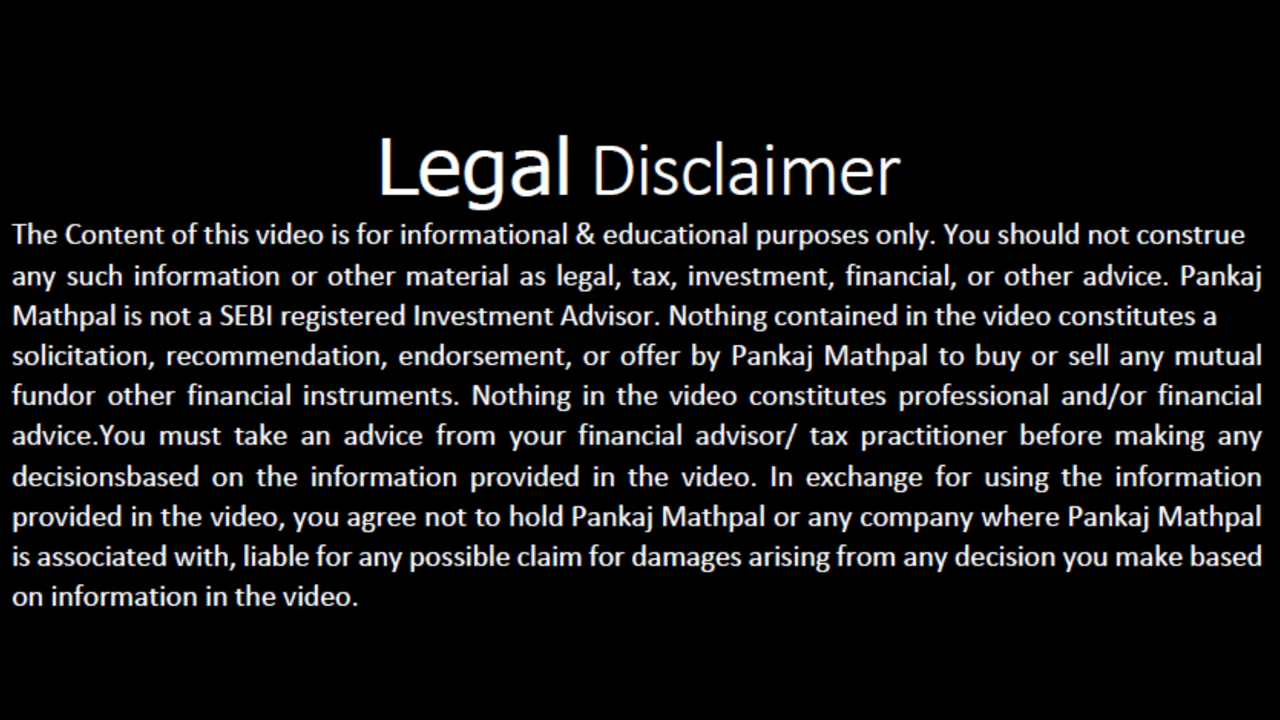 Legal Disclaimer
The Content of this video is for informational & educational purposes only. You should not construe
any such information or other material as legal, tax, investment, financial, or other advice. Pankaj
Mathpal is not a SEBI registered Investment Advisor. Nothing contained in the video constitutes a
solicitation, recommendation, endorsement, or offer by Pankaj Mathpal to buy or sell any mutual
fundor other financial instruments. Nothing in the video constitutes professional and/or financial
advice.You must take an advice from your financial advisor/ tax practitioner before making any
decisionsbased on the information provided in the video. In exchange for using the information
provided in the video, you agree not to hold Pankaj Mathpal or any company where Pankaj Mathpal
is associated with, liable for any possible claim for damages arising from any decision you make based
on information in the video.